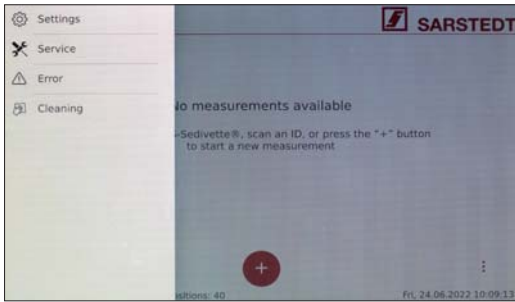 Settings
SARSTEDT
Service
Error
Cleaning
No measurements available
S-Sedivette®, scan an ID, or press the "+" button
to start a new measurement
+
ositions: 40
Fri, 24.06.2022 10:09:13